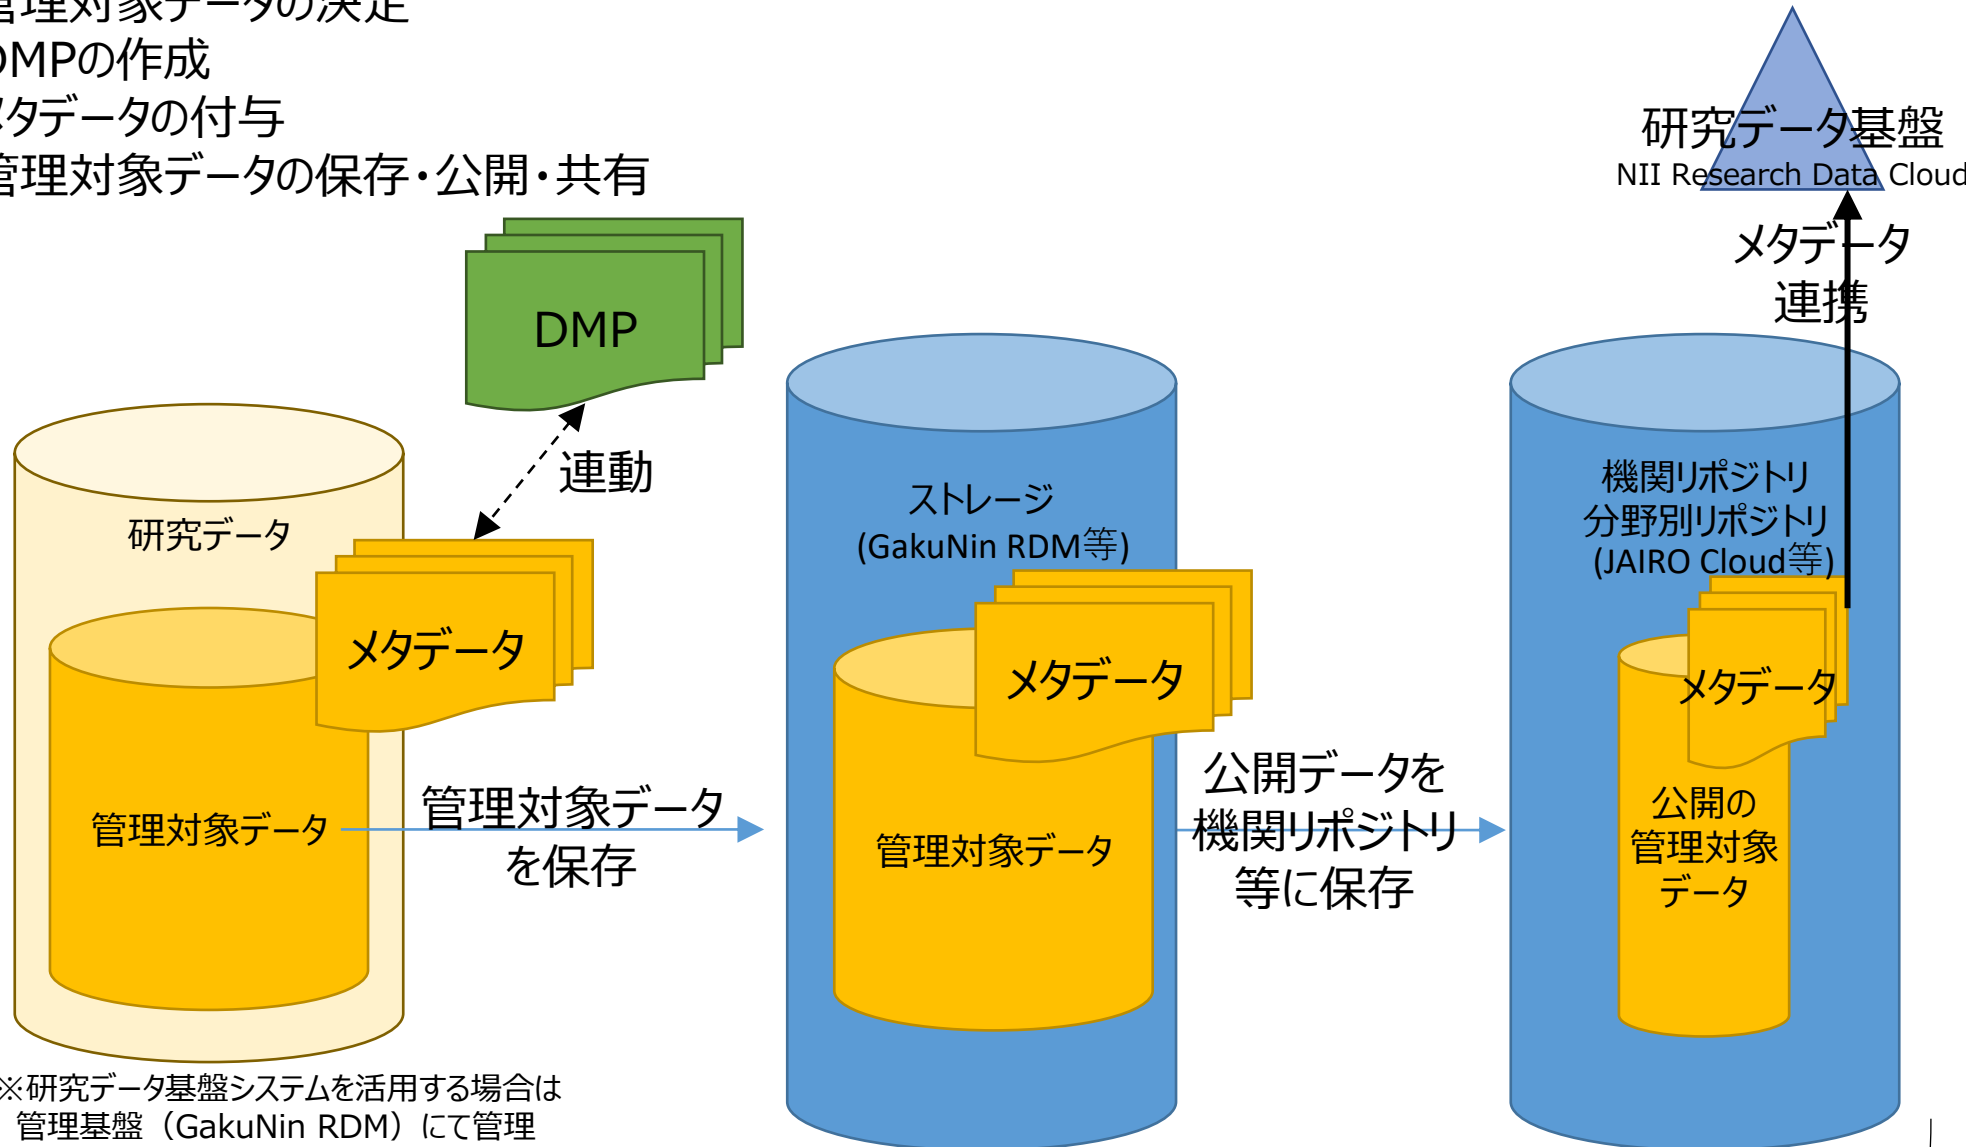 管理対象データの決定
DMPの作成
メタデータの付与
管理対象データの保存・公開・共有
研究データ基盤
NII Research Data Cloud
メタデータ
連携
DMP
連動
研究データ
メタデータ
管理対象データ
管理対象データ
を保存
ストレージ
(GakuNin RDM等)
メタデータ
管理対象データ
公開データを
機関リポジトリ
等に保存
機関リポジトリ
分野別リポジトリ
(JAIRO Cloud等)
メタデータ
公開の
管理対象
データ
※研究データ基盤システムを活用する場合は
管理基盤（GakuNin RDM）にて管理